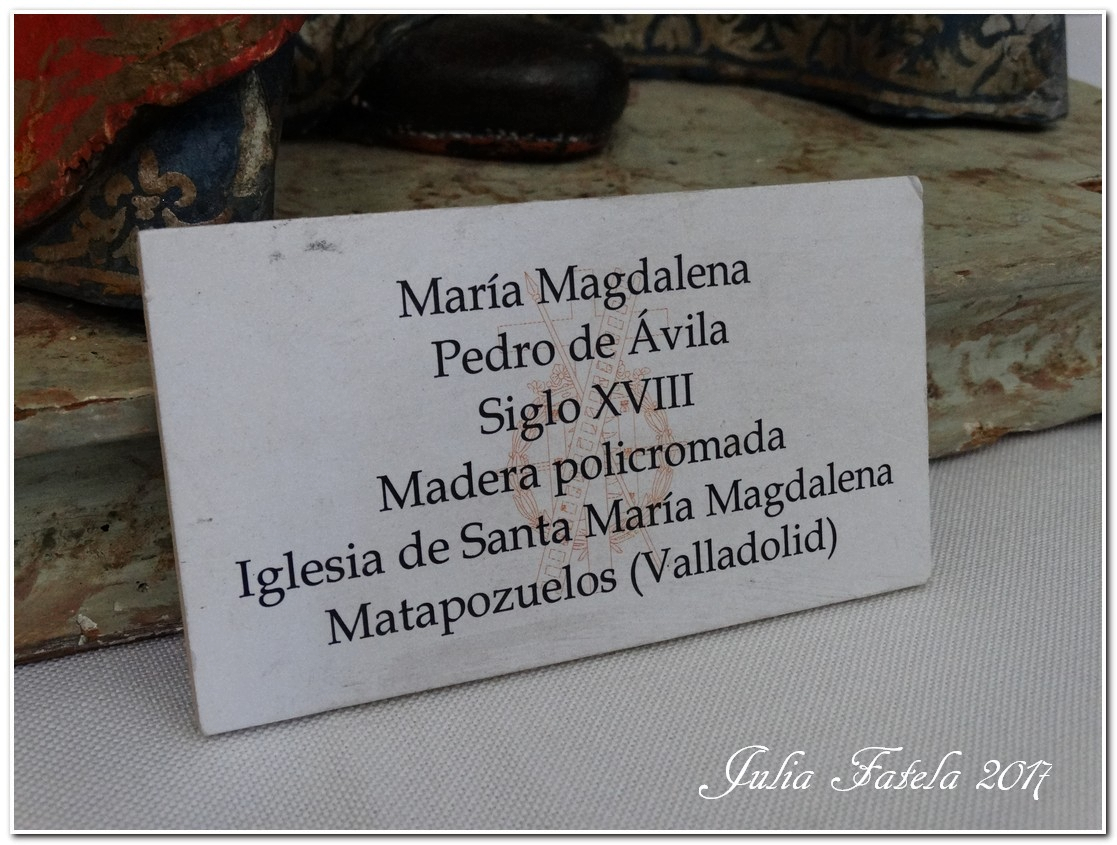 María Magdalena
Pedro de Ávila
Siglo XVIII
Madera policromada
Iglesia de Santa María Magdalena
Matapozuelos (Valladolid)
Julia Fatela 2017